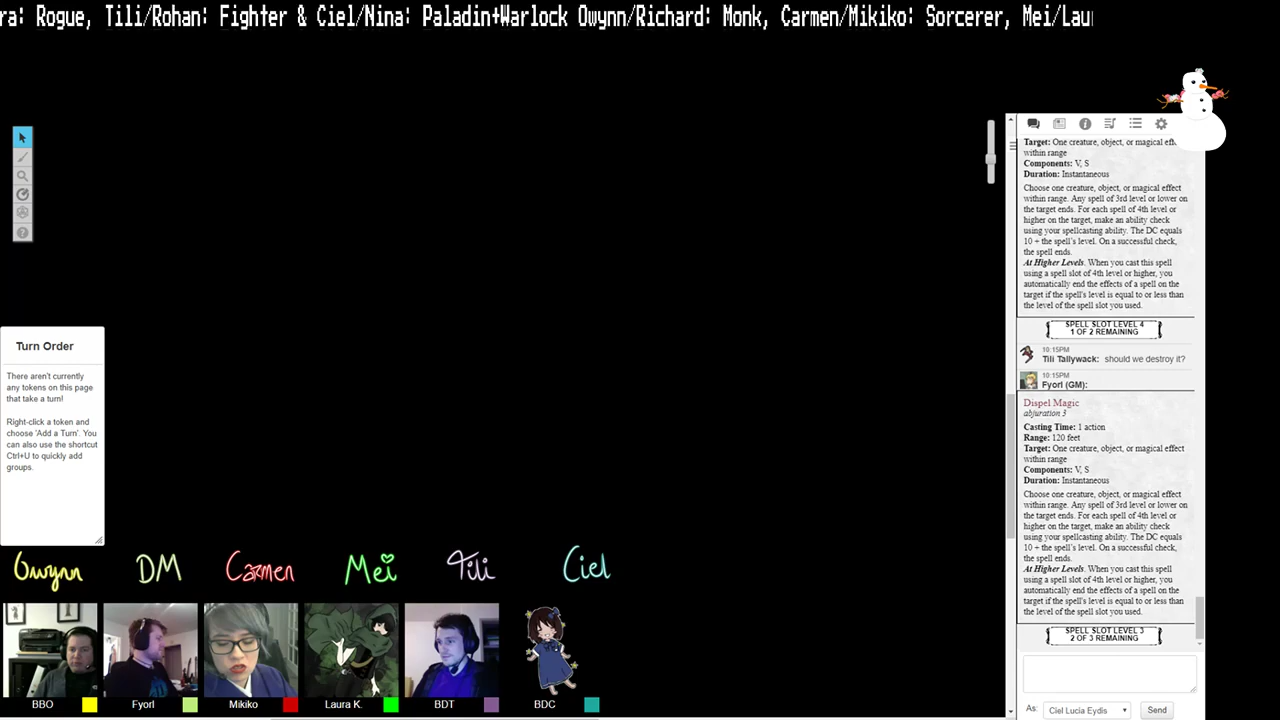 ra: Rogue, Tili/Rohan: Fighter & Ciel/Nina: Paladin+Warlock Owynn/Richard: Monk, Carmen/Mikiko: Sorcerer, Mei/Lau
Turn Order
There aren't currently
any tokens on this page
that take a turn!
Right-click a token and
choose 'Add a Turn'. You
can also use the shortcut
Ctrl+U to quickly add
groups.
Target: One creature, object, or magical effe
within range
Components: V, S
Duration: Instantaneous
Choose one creature, object, or magical effect
within range. Any spell of 3rd level or lower on
the target ends. For each spell of 4th level or
higher on the target, make an ability check
using your spellcasting ability. The DC equals
10 + the spell's level. On a successful check,
the spell ends.
At Higher Levels. When you cast this spell
using a spell slot of 4th level or higher, you
automatically end the effects of a spell on the
target if the spell's level is equal to or less than
the level of the spell slot you used.
SPELL SLOT LEVEL 4
1 OF 2 REMAINING
10:15PM
Tili Tallywack: should we destroy it?
10:15PM
Fyorl (GM):
Dispel Magic
abjuration 3
Casting Time: 1 action
Range: 120 feet
Target: One creature, object, or magical effect
within range
Components: V, S
Duration: Instantaneous
Choose one creature, object, or magical effect
within range. Any spell of 3rd level or lower on
the target ends. For each spell of 4th level or
higher on the target, make an ability check
using your spellcasting ability. The DC equals
10 + the spell's level. On a successful check,
the spell ends.
At Higher Levels. When you cast this spell
using a spell slot of 4th level or higher, you
automatically end the effects of a spell on the
target if the spell's level is equal to or less than
the level of the spell slot you used.
SPELL SLOT LEVEL 3
2 OF 3 REMAINING
As: Ciel Lucia Eydis Send
Owynn DM Carmen Mei Tili Ciel
BBO Fyorl Mikiko Laura K. BDT BDC